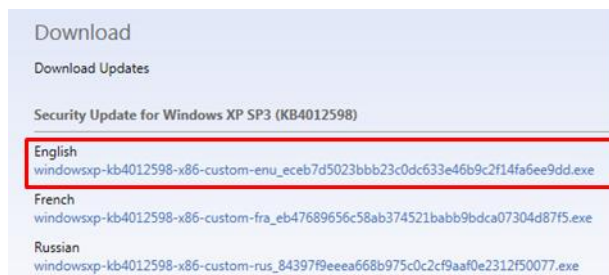 Download
Download Updates
Security Update for Windows XP SP3 (KB4012598)
English
windowsxp-kb4012598-x86-custom-enu_eceb7d5023bbb23c0dc633e46b9c2f14fa6ee9dd.exe
French
windowsxp-kb4012598-x86-custom-fra_eb47689656c58ab374521babb9bdca07304d87f5.exe
Russian
windowsxp-kb4012598-x86-custom-rus_84397f9eeea668b975c0c2cf9aaf0e2312f50077.exe